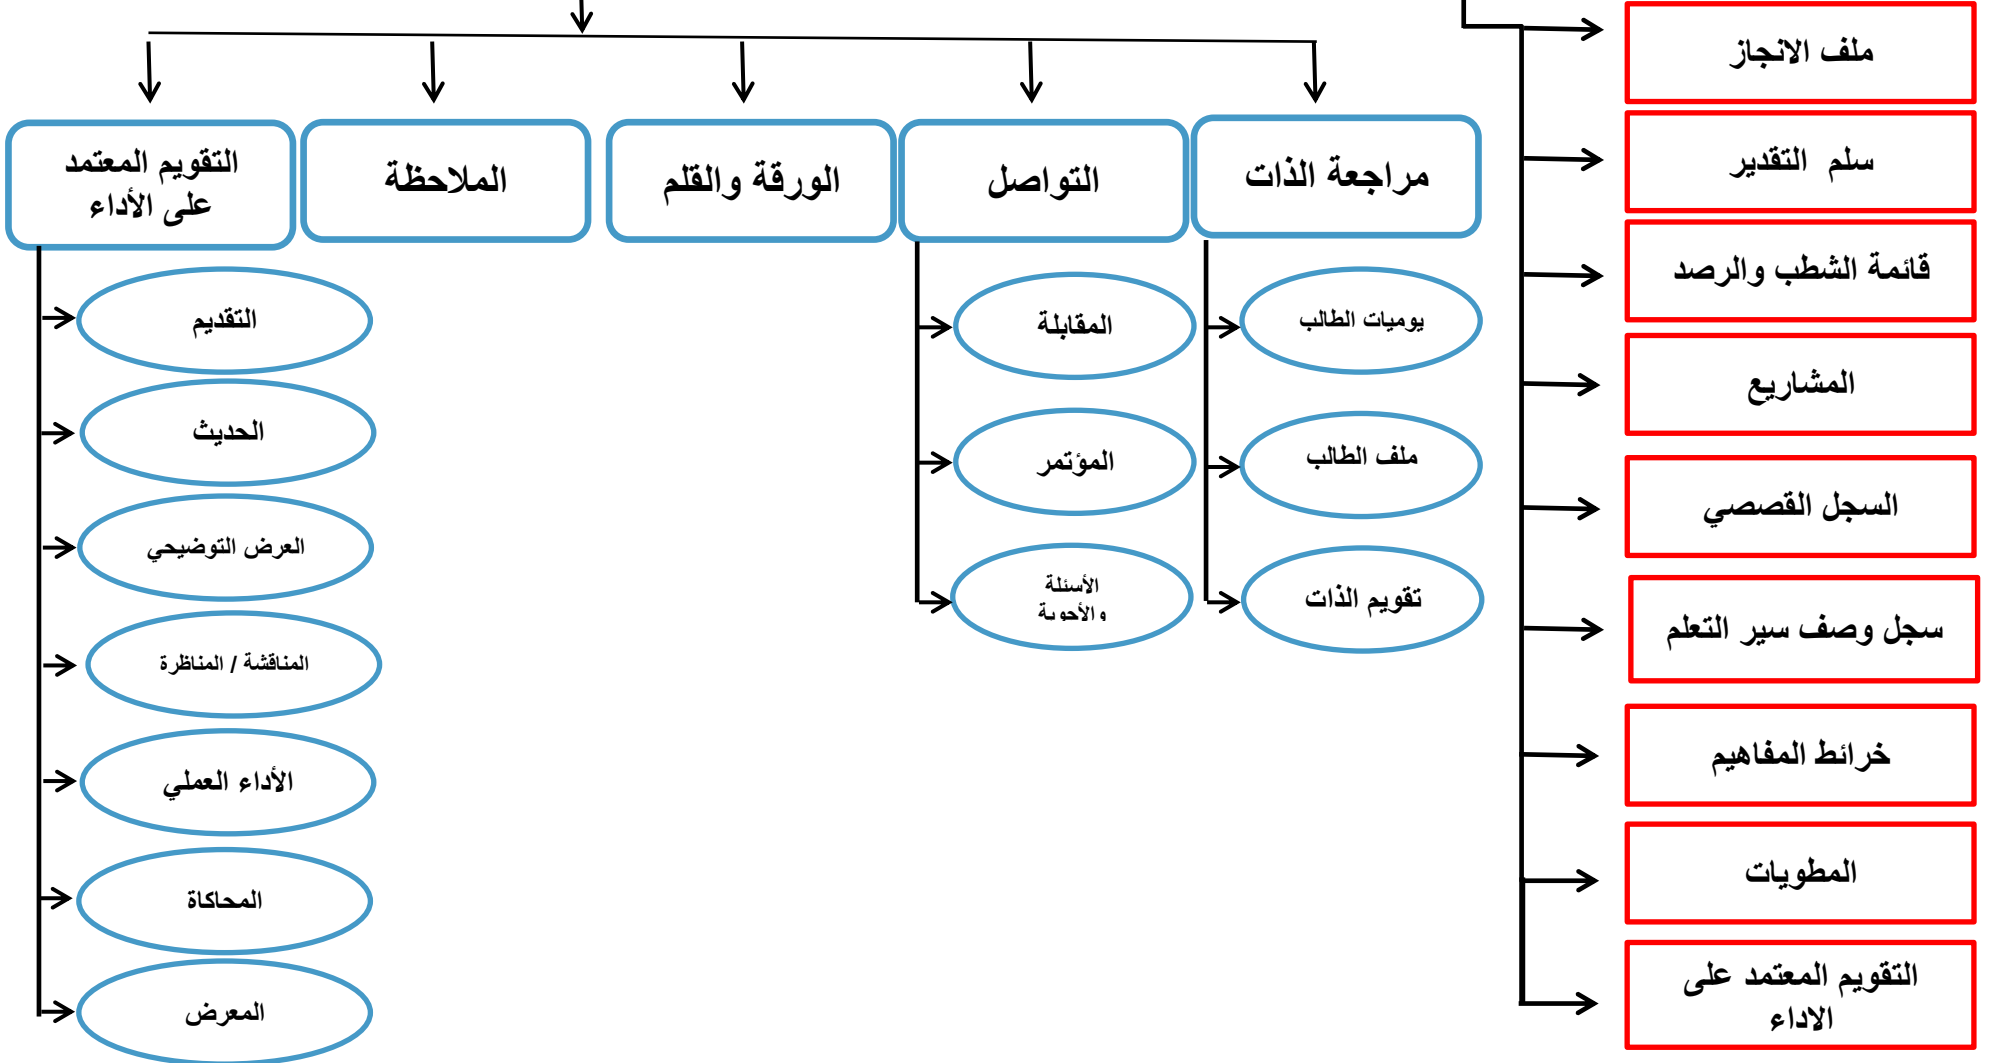 ملف الانجاز
سلم التقدير
قائمة الشطب والرصد
المشاريع
السجل القصصي
سجل وصف سير التعلم
خرائط المفاهيم
المطويات
التقويم المعتمد على
الاداء
مراجعة الذات
يوميات الطالب
ملف الطالب
تقويم الذات
التواصل
المقابلة
المؤتمر
الأسئلة
والأجوبة
الورقة والقلم
الملاحظة
التقويم المعتمد
على الأداء
التقديم
الحديث
العرض التوضيحي
المناقشة / المناظرة
الأداء العملي
المحاكاة
المعرض